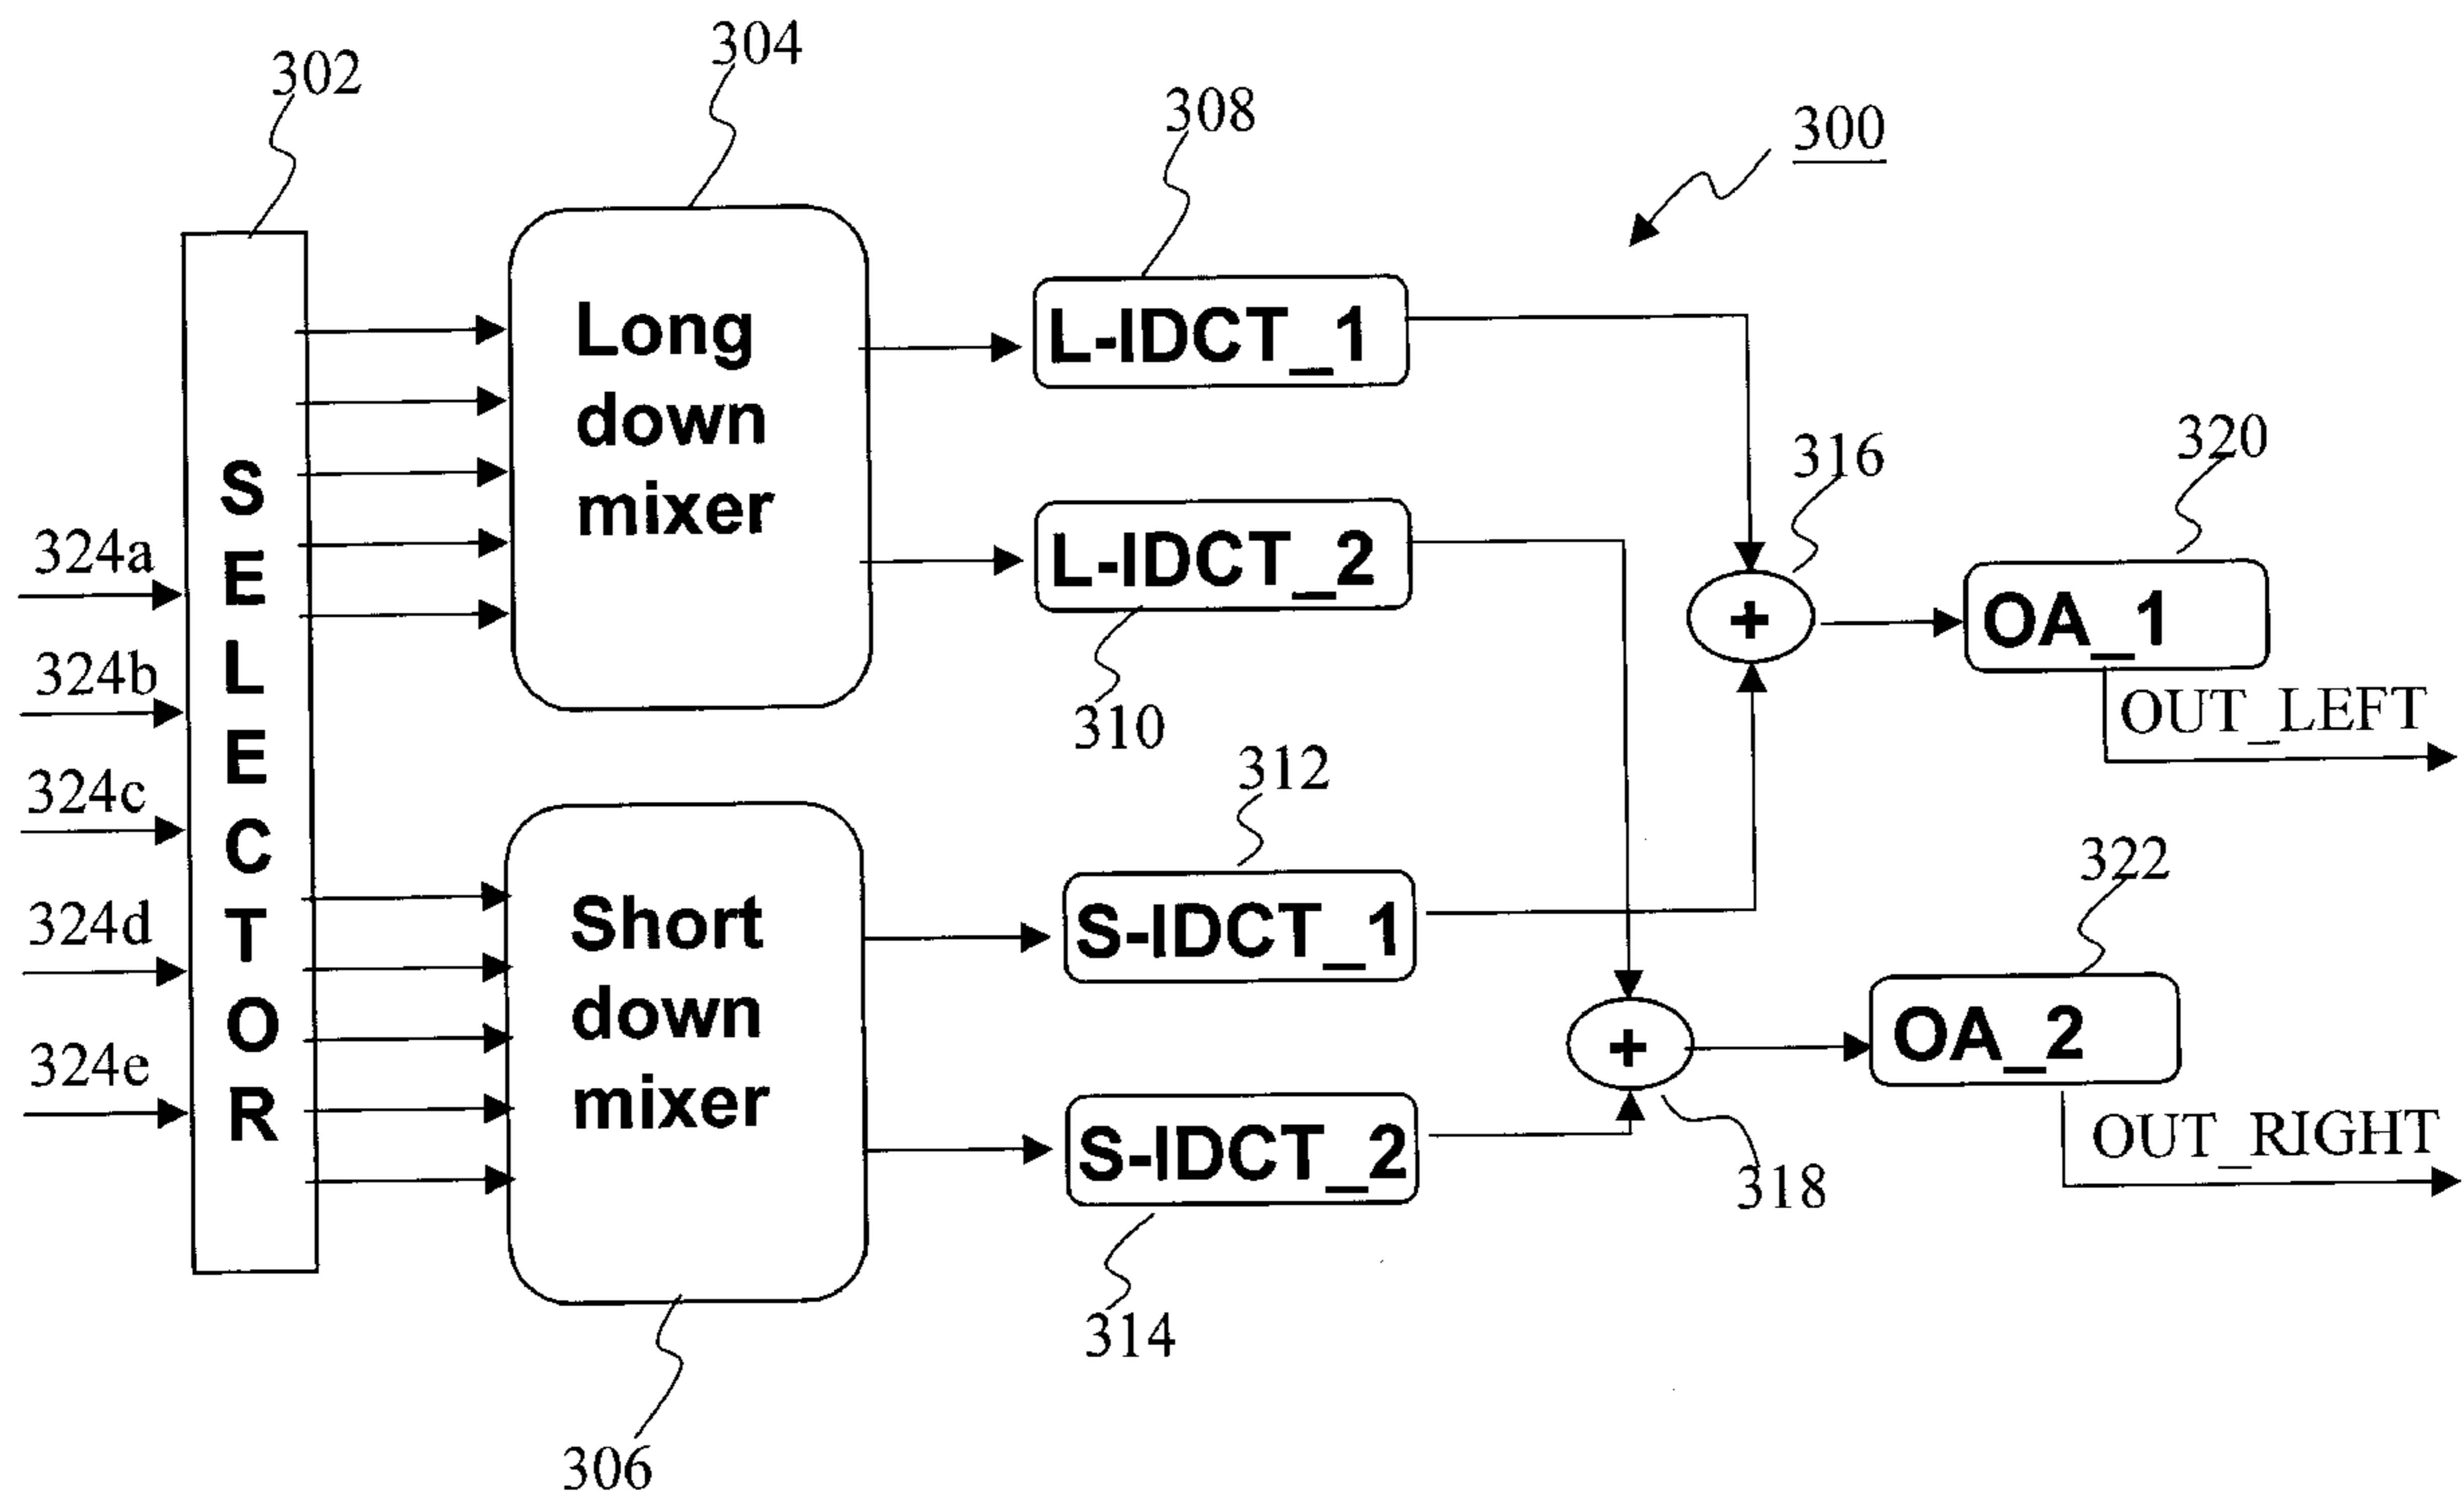 302
304
308
300
Long
down
mixer
L-IDCT_1
316
320
SELECTOR
324a
324b
324c
324d
324e
L-IDCT_2
310
OA_1
OUT_LEFT
312
322
Short
down
mixer
S-IDCT_1
+
+
OA_2
S-IDCT_2
318
OUT_RIGHT
314
306